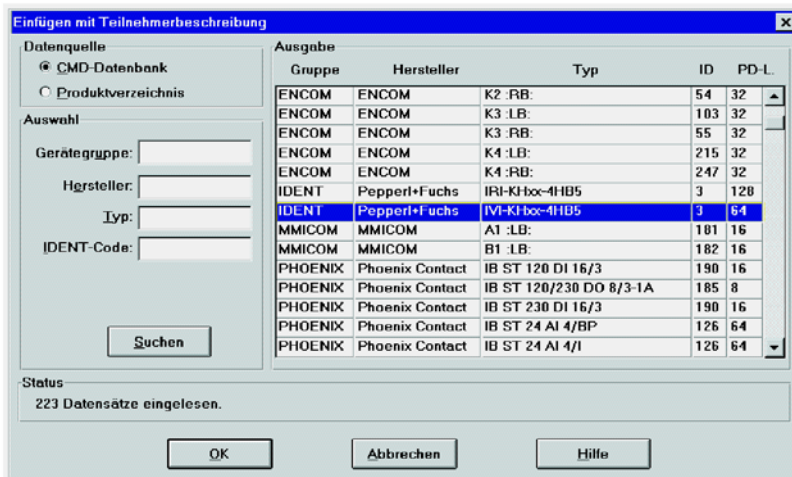 Einfügen mit Teilnehmerbeschreibung
Datenquelle
CMD-Datenbank
Produktverzeichnis
Auswahl
Gerätegruppe:
Hersteller:
Typ:
IDENT-Code:
Suchen
Ausgabe
Gruppe Hersteller Typ ID PD-L.
ENCOM ENCOM K2 :RB: 54 32
ENCOM ENCOM K3 :LB: 103 32
ENCOM ENCOM K3 :RB: 55 32
ENCOM ENCOM K4 :LB: 215 32
ENCOM ENCOM K4 :RB: 247 32
IDENT Pepperl+Fuchs IRI-KHxx-4HB5 3 128
IDENT Pepperl+Fuchs IVI-KHxx-4HB5 3 64
MMICOM MMICOM A1 :LB: 181 16
MMICOM MMICOM B1 :LB: 182 16
PHOENIX Phoenix Contact IB ST 120 DI 16/3 190 16
PHOENIX Phoenix Contact IB ST 120/230 DO 8/3-1A 185 8
PHOENIX Phoenix Contact IB ST 230 DI 16/3 190 16
PHOENIX Phoenix Contact IB ST 24 AI 4/BP 126 64
PHOENIX Phoenix Contact IB ST 24 AI 4/I 126 64
Status
223 Datensätze eingelesen.
OK Abbrechen Hilfe